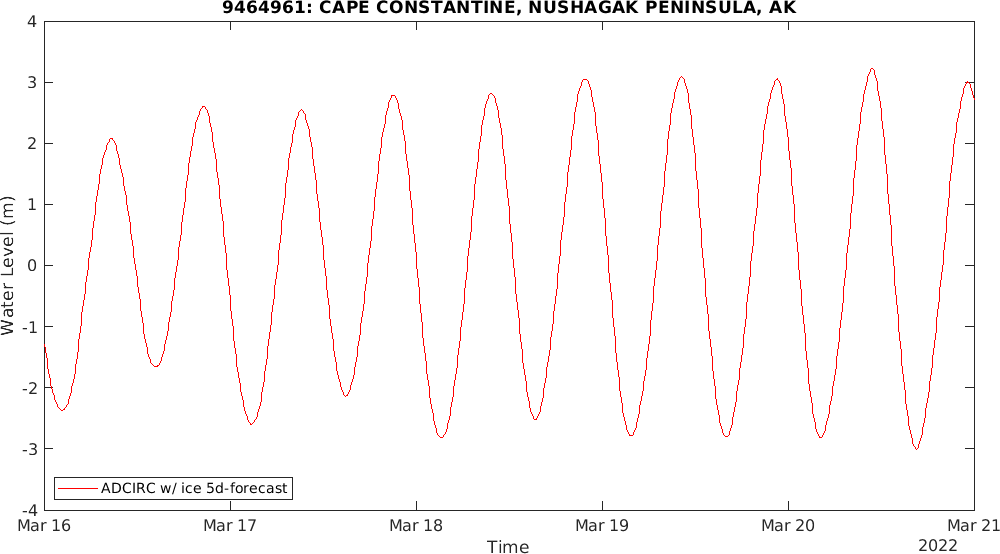 9464961: CAPE CONSTANTINE, NUSHAGAK PENINSULA, AK
4
3
2
1
0
-1
-2
-3
-4
Water Level (m)
ADCIRC w/ ice 5d-forecast
Mar 16 Mar 17 Mar 18 Mar 19 Mar 20 Mar 21
Time
2022